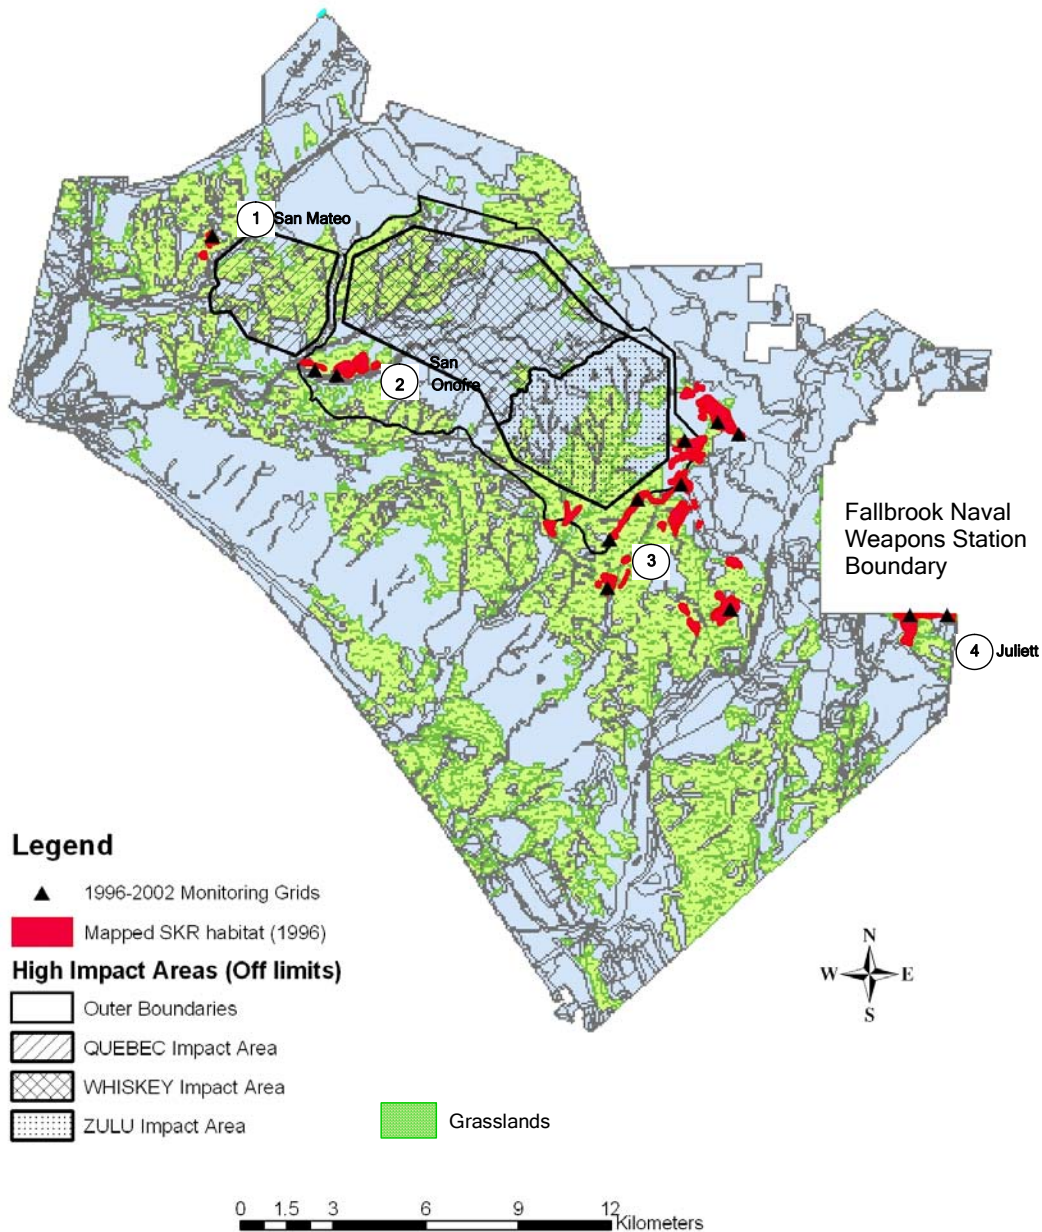 1 San Mateo
San
Onofre
2
Fallbrook Naval
Weapons Station
Boundary
3
4 Juliett
Legend
1996-2002 Monitoring Grids
Mapped SKR habitat (1996)
High Impact Areas (Off limits)
Outer Boundaries
QUEBEC Impact Area
WHISKEY Impact Area
ZULU Impact Area
Grasslands
N
W E
S
0 1.5 3 6 9 12
Kilometers